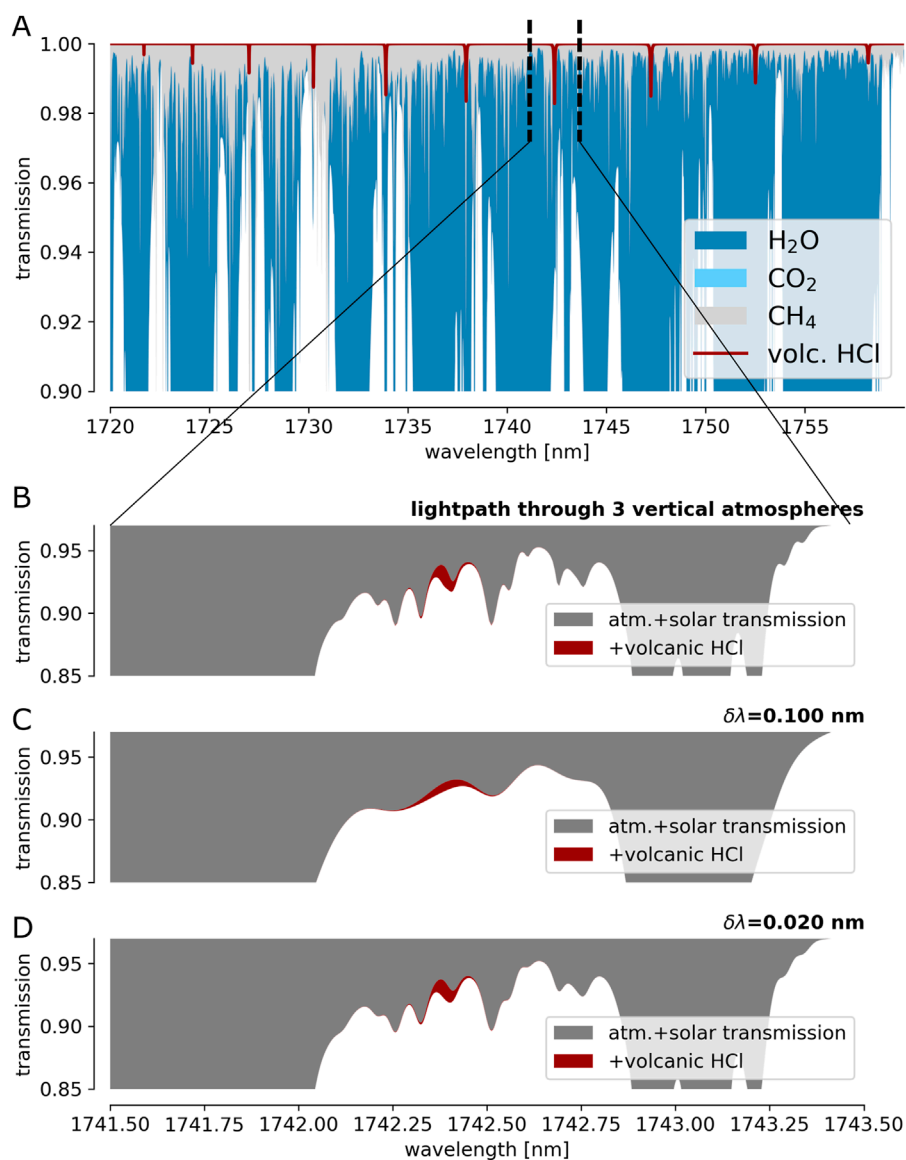 A
1.00
0.98
0.96
0.94
0.92
0.90
transmission
H₂O
CO₂
CH₄
volc. HCl
1720 1725 1730 1735 1740 1745 1750 1755
wavelength [nm]
B
lightpath through 3 vertical atmospheres
0.95
0.90
0.85
transmission
atm.+solar transmission
+volcanic HCl
C
δλ=0.100 nm
0.95
0.90
0.85
transmission
atm.+solar transmission
+volcanic HCl
D
δλ=0.020 nm
0.95
0.90
0.85
transmission
atm.+solar transmission
+volcanic HCl
1741.50 1741.75 1742.00 1742.25 1742.50 1742.75 1743.00 1743.25 1743.50
wavelength [nm]